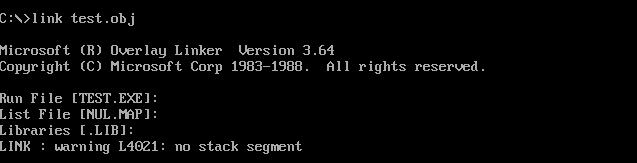 C:\>link test.obj
Microsoft (R) Overlay Linker  Version 3.64
Copyright (C) Microsoft Corp 1983-1988.  All rights reserved.
Run File [TEST.EXE]:
List File [NUL.MAP]:
Libraries [.LIB]:
LINK : warning L4021: no stack segment